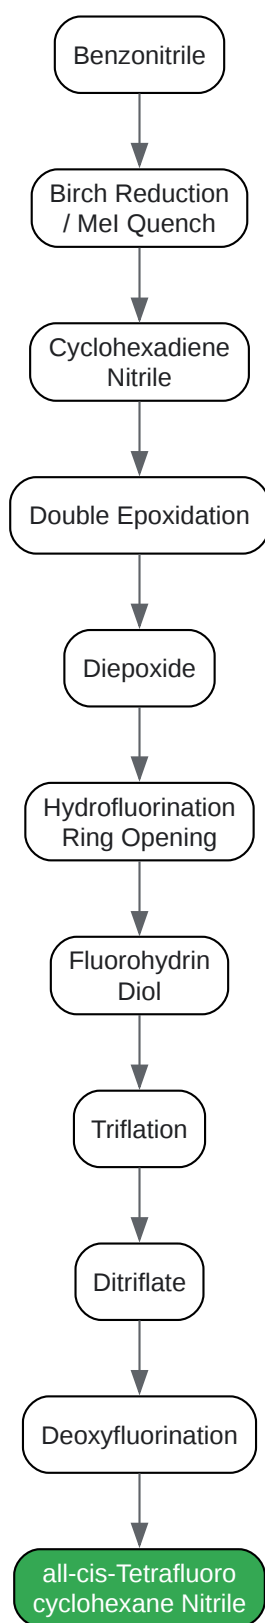 Benzonitrile
Birch Reduction
/ MeI Quench
Cyclohexadiene
Nitrile
Double Epoxidation
Diepoxide
Hydrofluorination
Ring Opening
Fluorohydrin
Diol
Triflation
Ditriflate
Deoxyfluorination
all-cis-Tetrafluoro
cyclohexane Nitrile